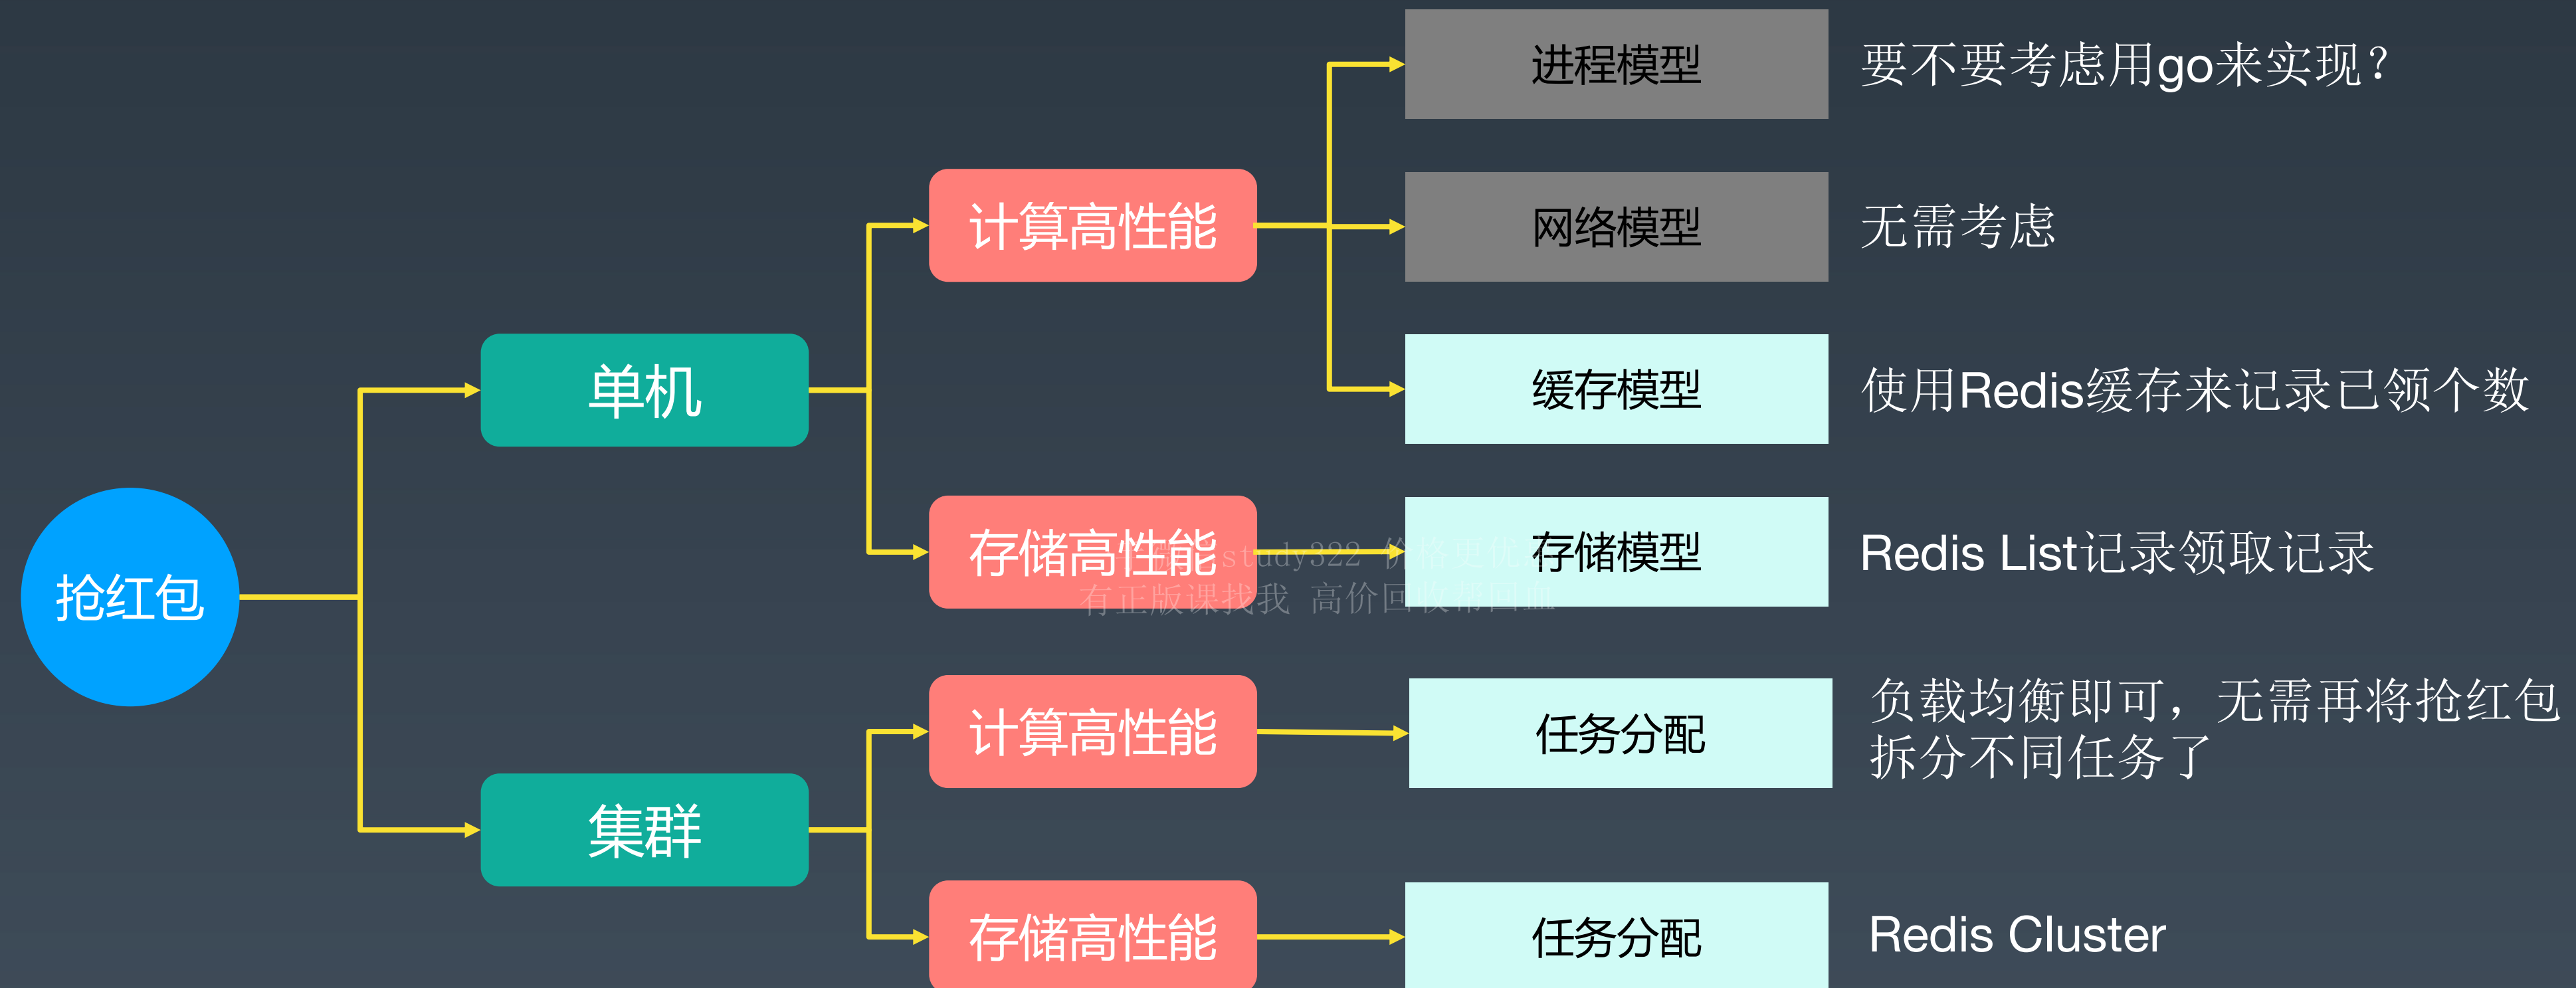 进程模型
要不要考虑用go来实现？
计算高性能
网络模型
无需考虑
单机
缓存模型
使用Redis缓存来记录已领个数
存储高性能
存储模型
Redis List记录领取记录
抢红包
study322
有正版课找我 高价回收帮回血
计算高性能
任务分配
负载均衡即可，无需再将抢红包
拆分不同任务了
集群
存储高性能
任务分配
Redis Cluster